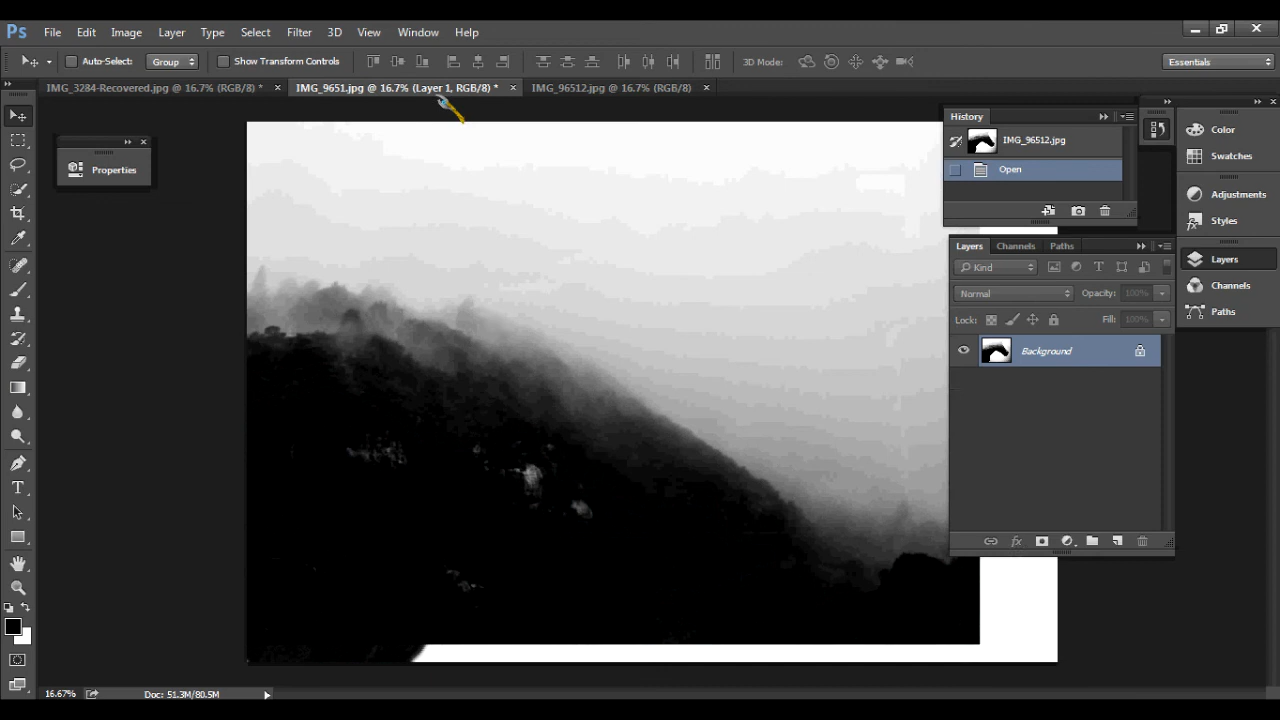 Ps File Edit Image Layer Type Select Filter 3D View Window Help
Auto-Select: Group Show Transform Controls 3D Mode: Essentials
IMG_3284-Recovered.jpg @ 16.7% (RGB/8) * × IMG_9651.jpg @ 16.7% (Layer 1, RGB/8) * × IMG_96512.jpg @ 16.7% (RGB/8) ×
Properties
History
IMG_96512.jpg
Open
Layers Channels Paths
Kind
Normal Opacity: 100%
Lock: Fill: 100%
Background
Color
Swatches
Adjustments
Styles
Layers
Channels
Paths
16.67% Doc: 51.3M/80.5M